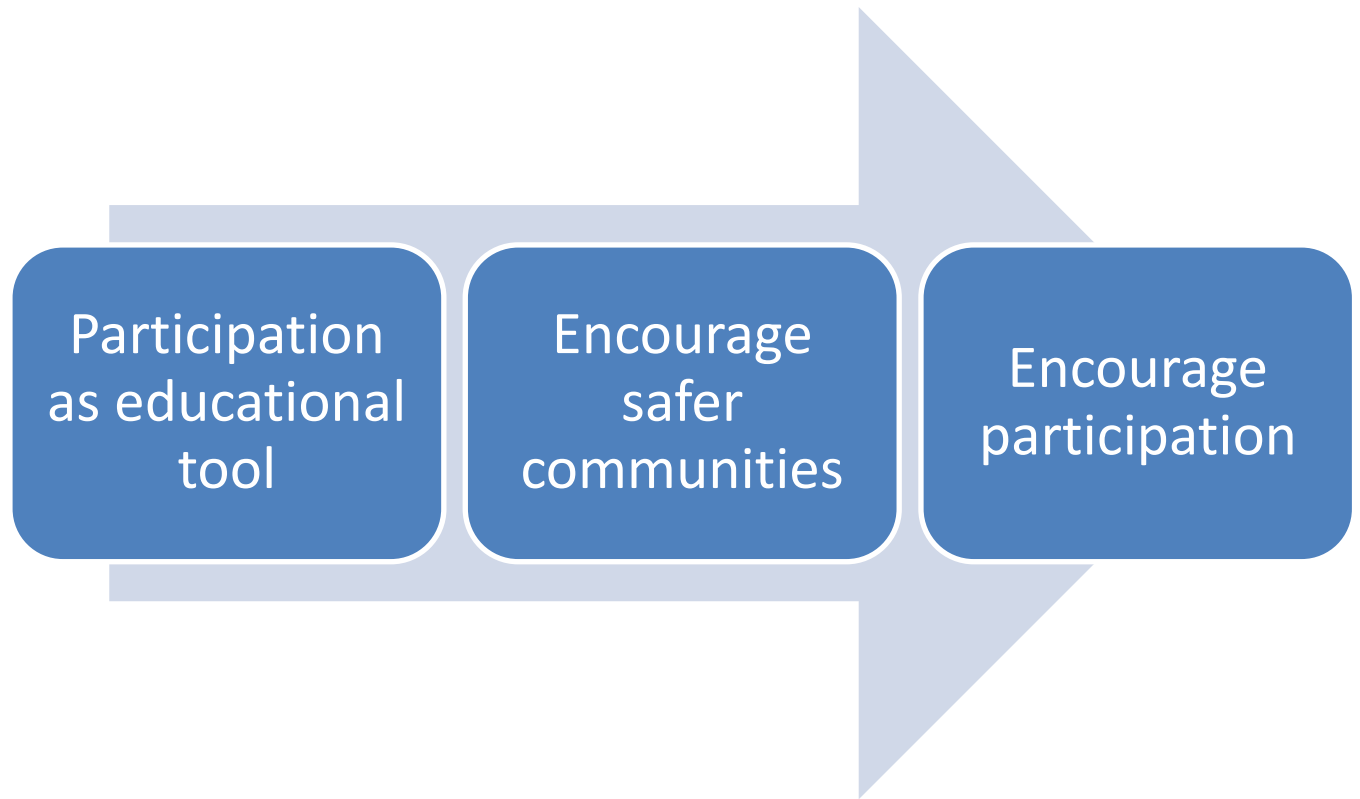 Participation
as educational
tool
Encourage
safer
communities
Encourage
participation